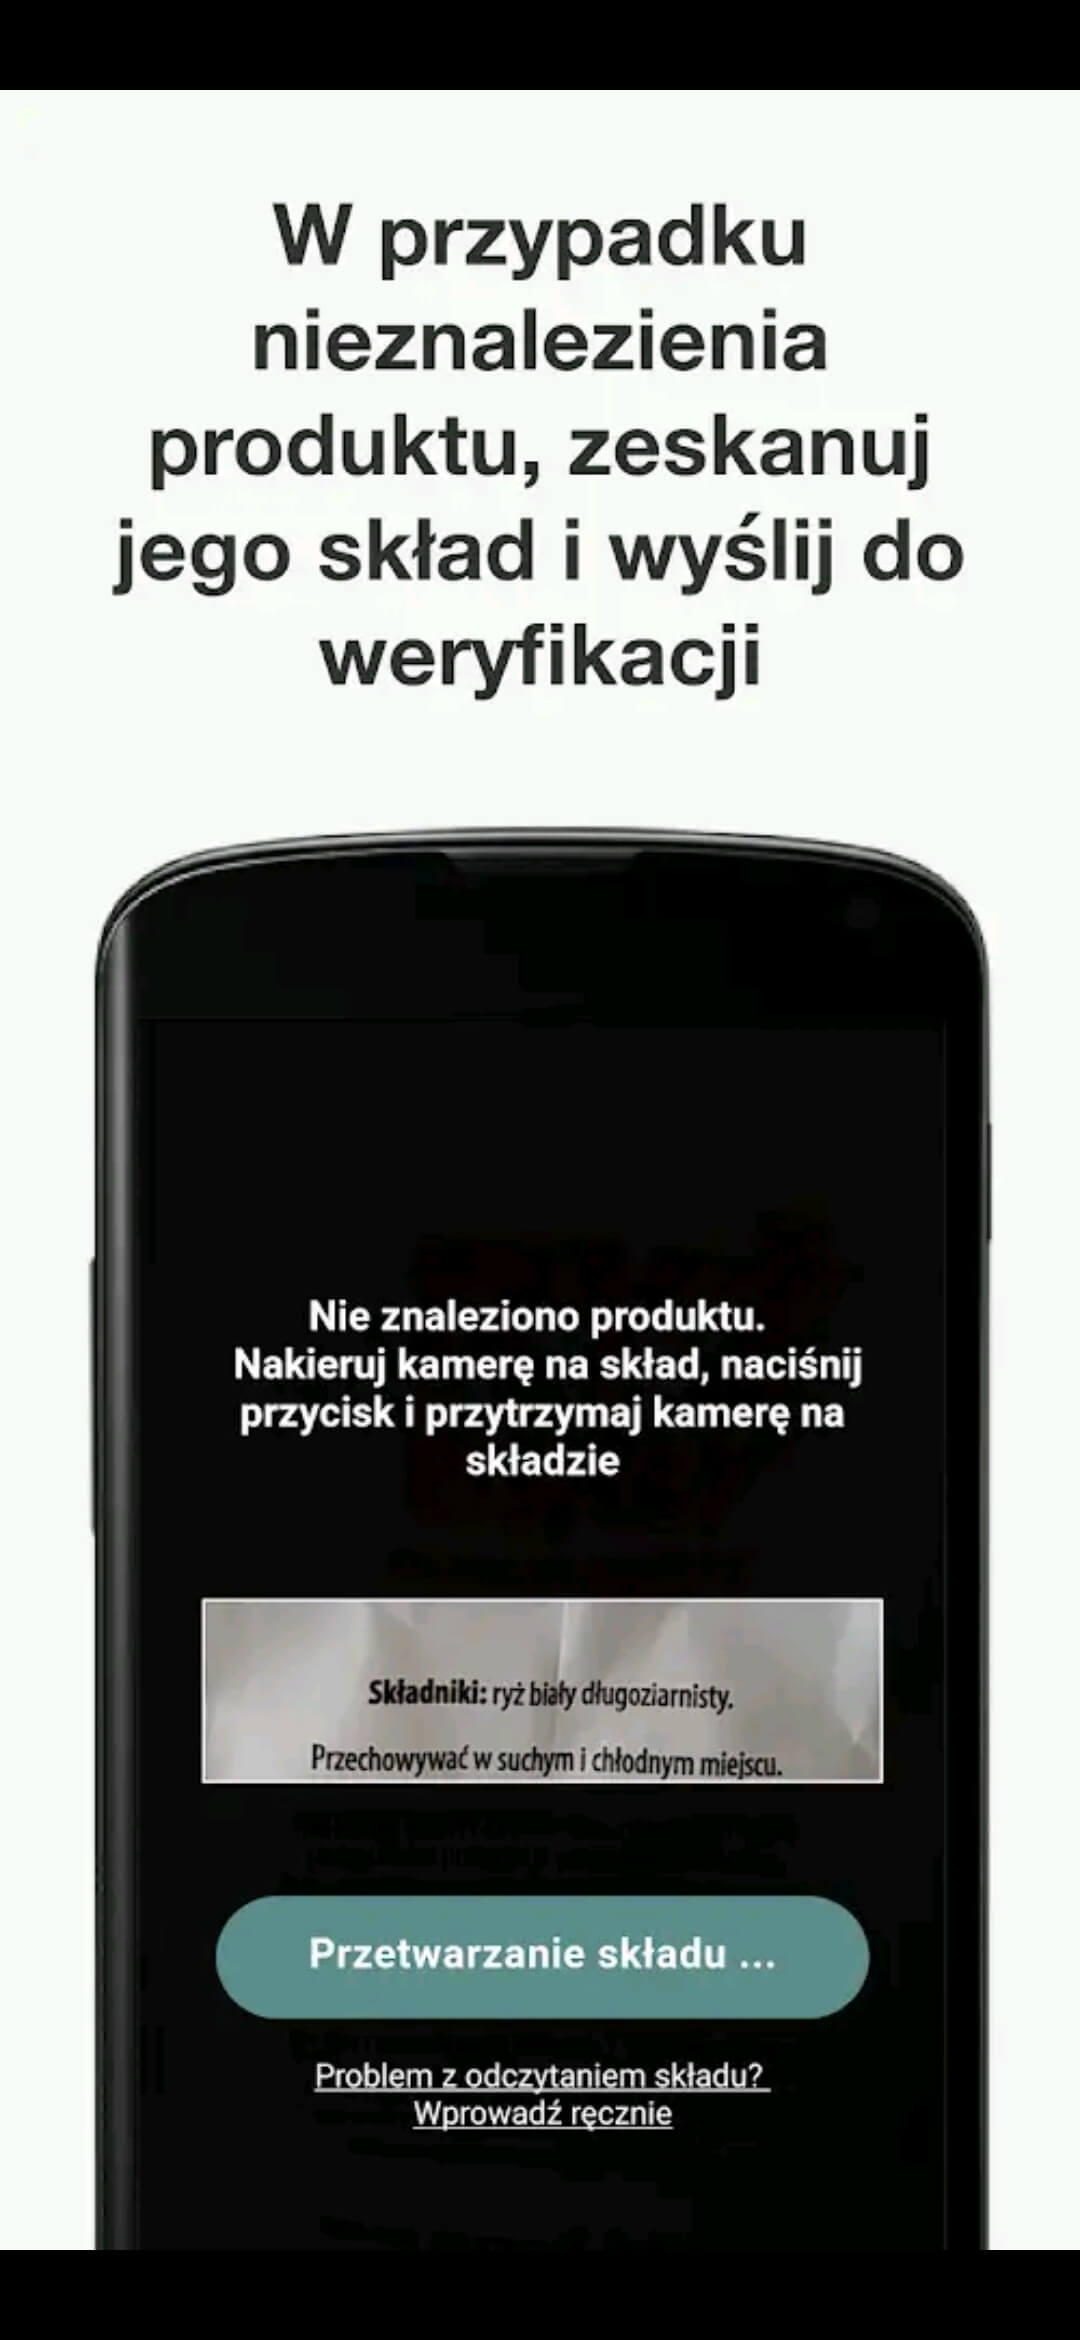 W przypadku
nieznalezienia
produktu, zeskanuj
jego skład i wyślij do
weryfikacji
Nie znaleziono produktu.
Nakieruj kamerę na skład, naciśnij
przycisk i przytrzymaj kamerę na
składzie
Składniki: ryż biały długoziarnisty.
Przechowywać w suchym i chłodnym miejscu.
Przetwarzanie składu ...
Problem z odczytaniem składu?
Wprowadź ręcznie